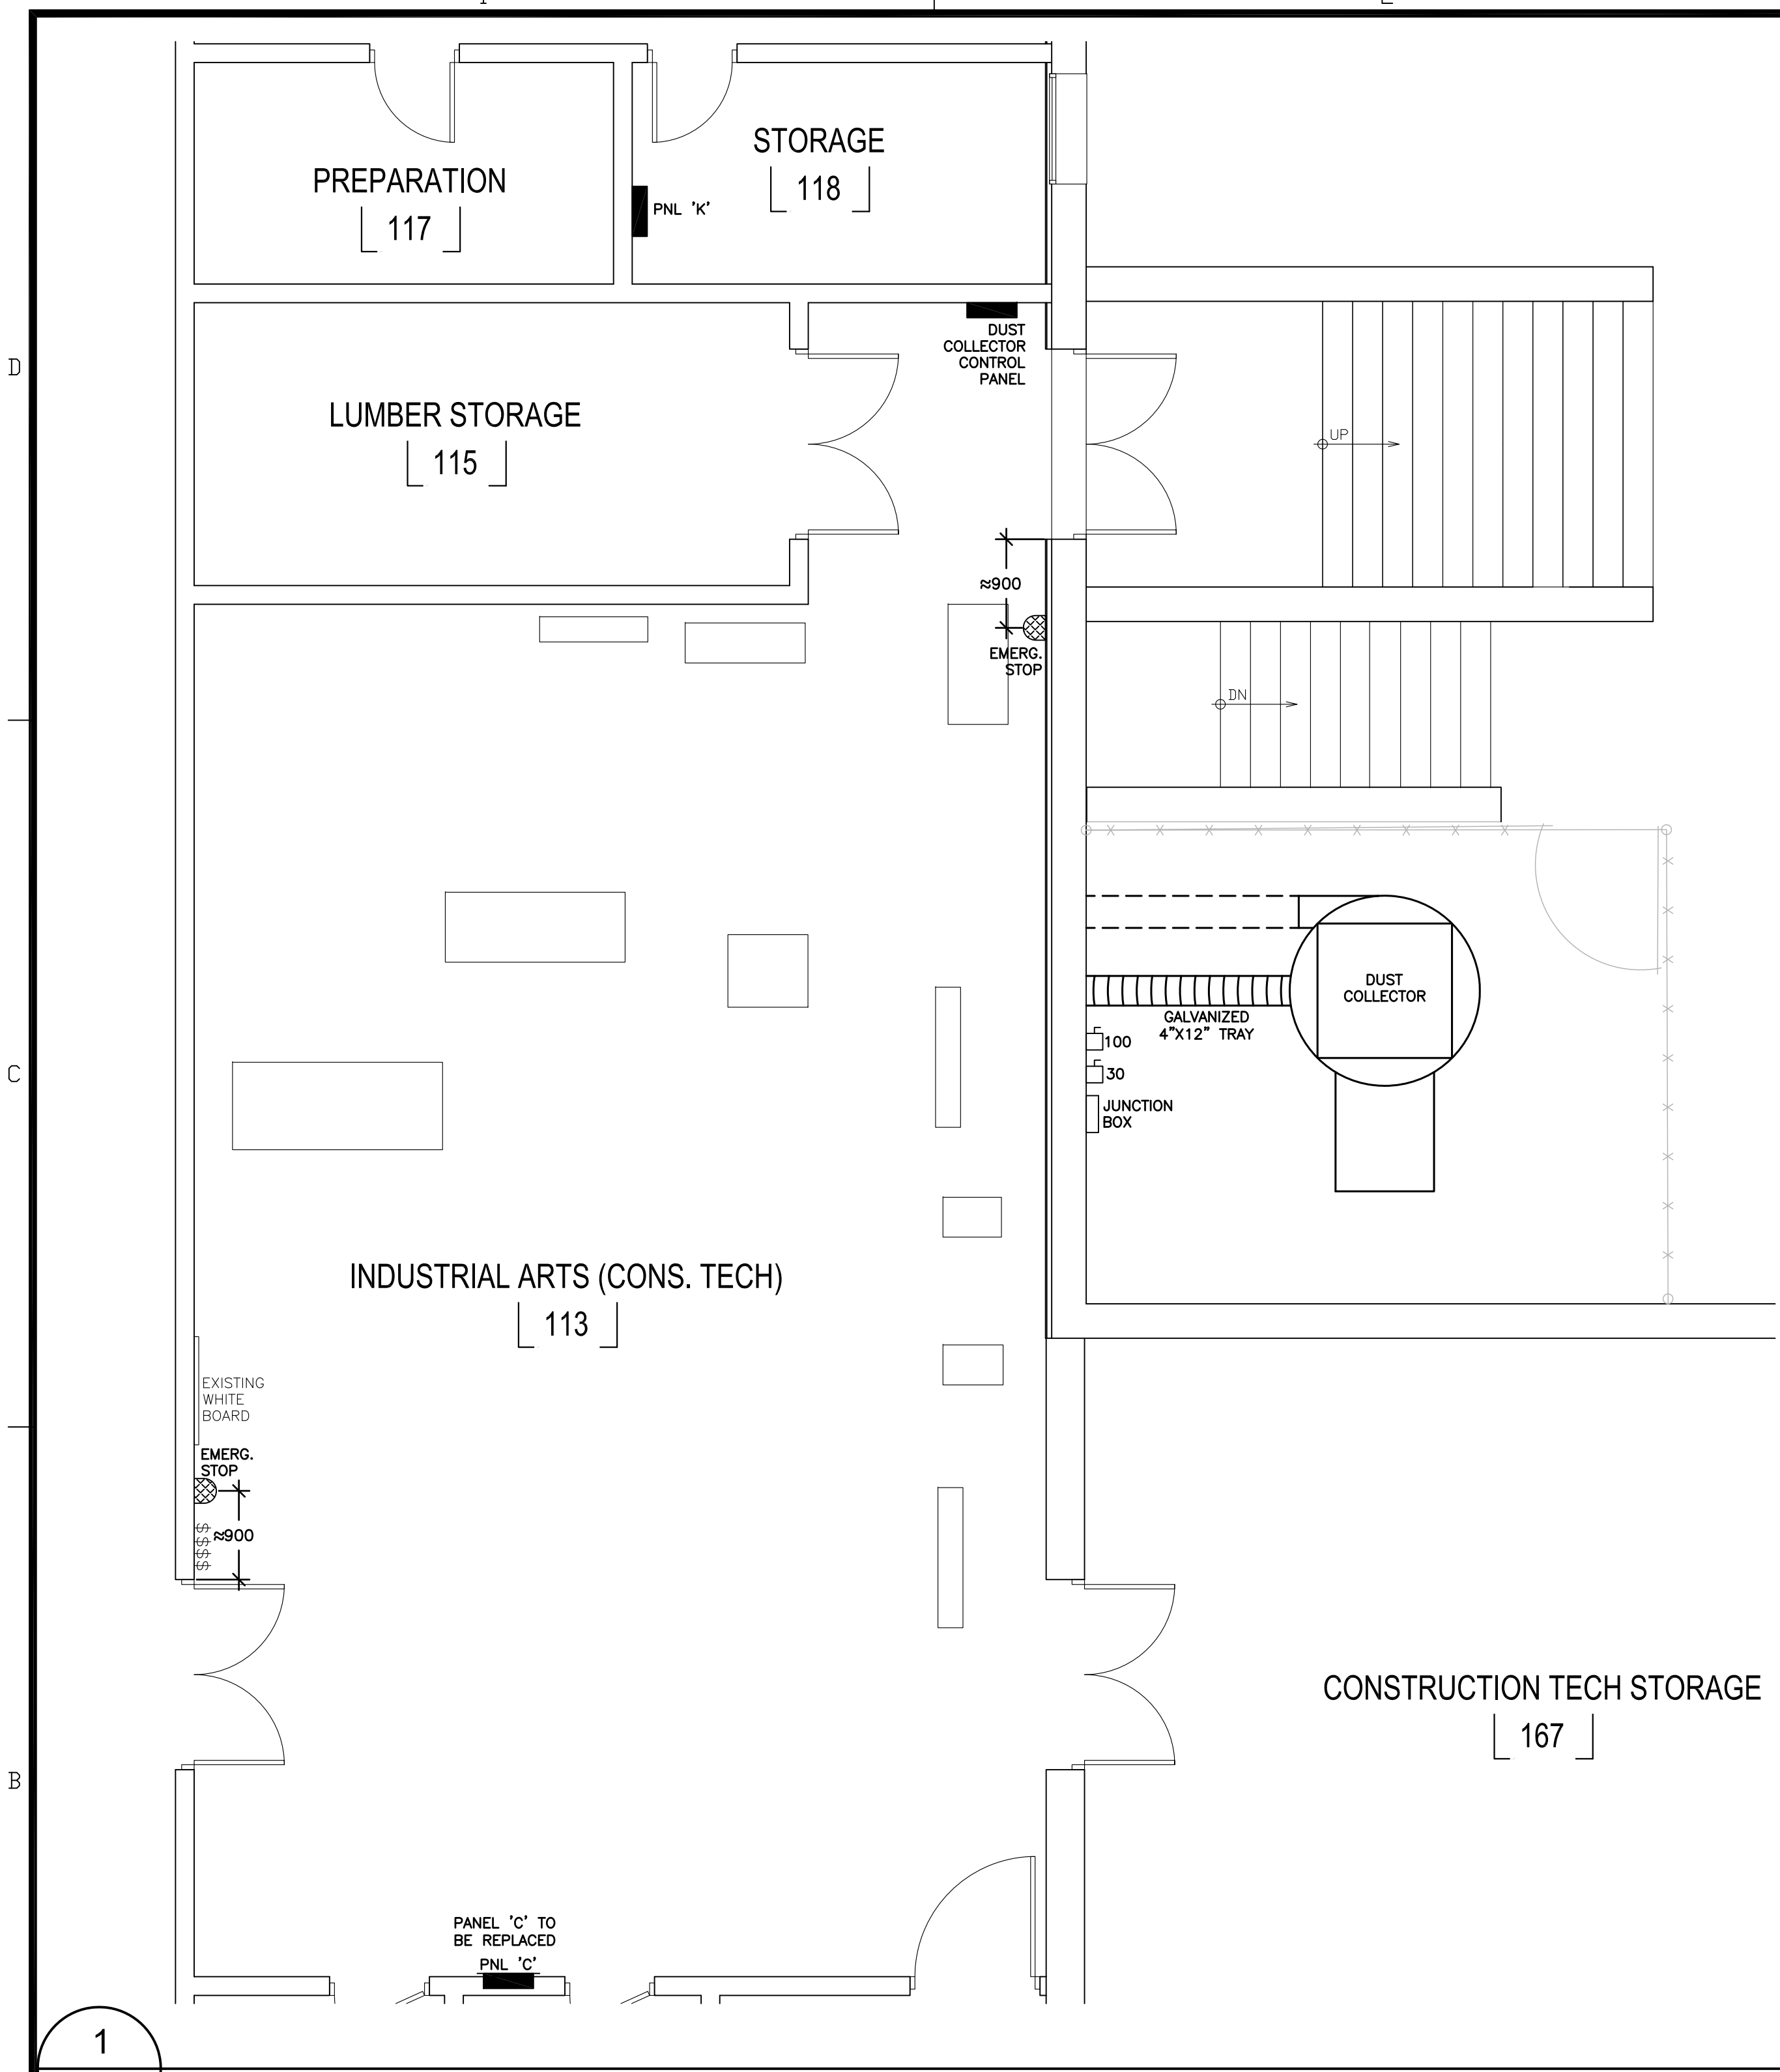 PREPARATION
117
STORAGE
118
PNL 'K'
DUST
COLLECTOR
CONTROL
PANEL
D
LUMBER STORAGE
115
UP
≈900
EMERG.
STOP
DN
DUST
COLLECTOR
GALVANIZED
4"X12" TRAY
100
30
JUNCTION
BOX
C
INDUSTRIAL ARTS (CONS. TECH)
113
EXISTING
WHITE
BOARD
EMERG.
STOP
≈900
$
$
$
$
CONSTRUCTION TECH STORAGE
167
B
PANEL 'C' TO
BE REPLACED
PNL 'C'
1